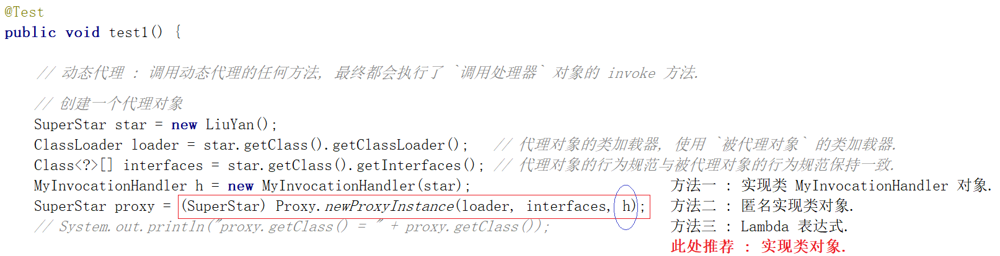 @Test
public void test1() {
// 动态代理 : 调用动态代理的任何方法, 最终都会执行了 `调用处理器` 对象的 invoke 方法.
// 创建一个代理对象
SuperStar star = new LiuYan();
ClassLoader loader = star.getClass().getClassLoader(); // 代理对象的类加载器, 使用 `被代理对象` 的类加载器.
Class<?>[] interfaces = star.getClass().getInterfaces(); // 代理对象的行为规范与被代理对象的行为规范保持一致.
MyInvocationHandler h = new MyInvocationHandler(star); 方法一 : 实现类 MyInvocationHandler 对象.
SuperStar proxy = (SuperStar) Proxy.newProxyInstance(loader, interfaces, h); 方法二 : 匿名实现类对象.
// System.out.println("proxy.getClass() = " + proxy.getClass()); 方法三 : Lambda 表达式.
此处推荐 : 实现类对象.